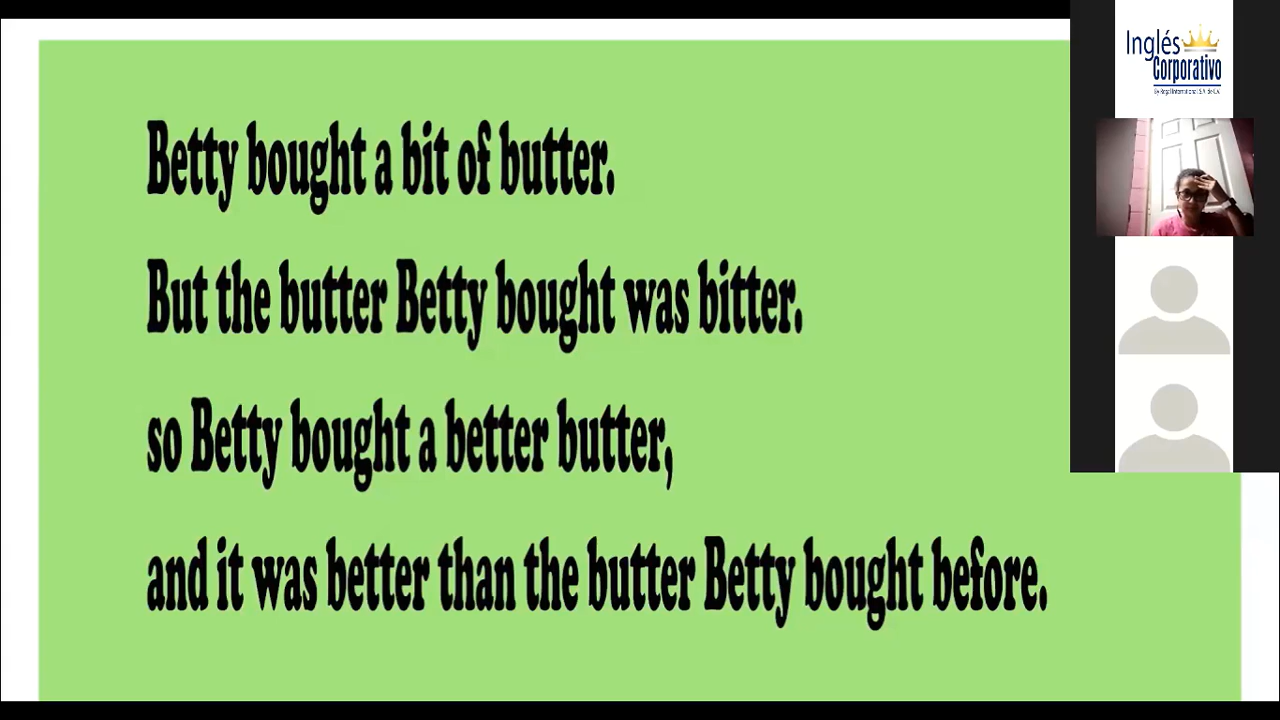 Betty bought a bit of butter.
But the butter Betty bought was bitter.
so Betty bought a better butter,
and it was better than the butter Betty bought before.
Inglés
Corporativo